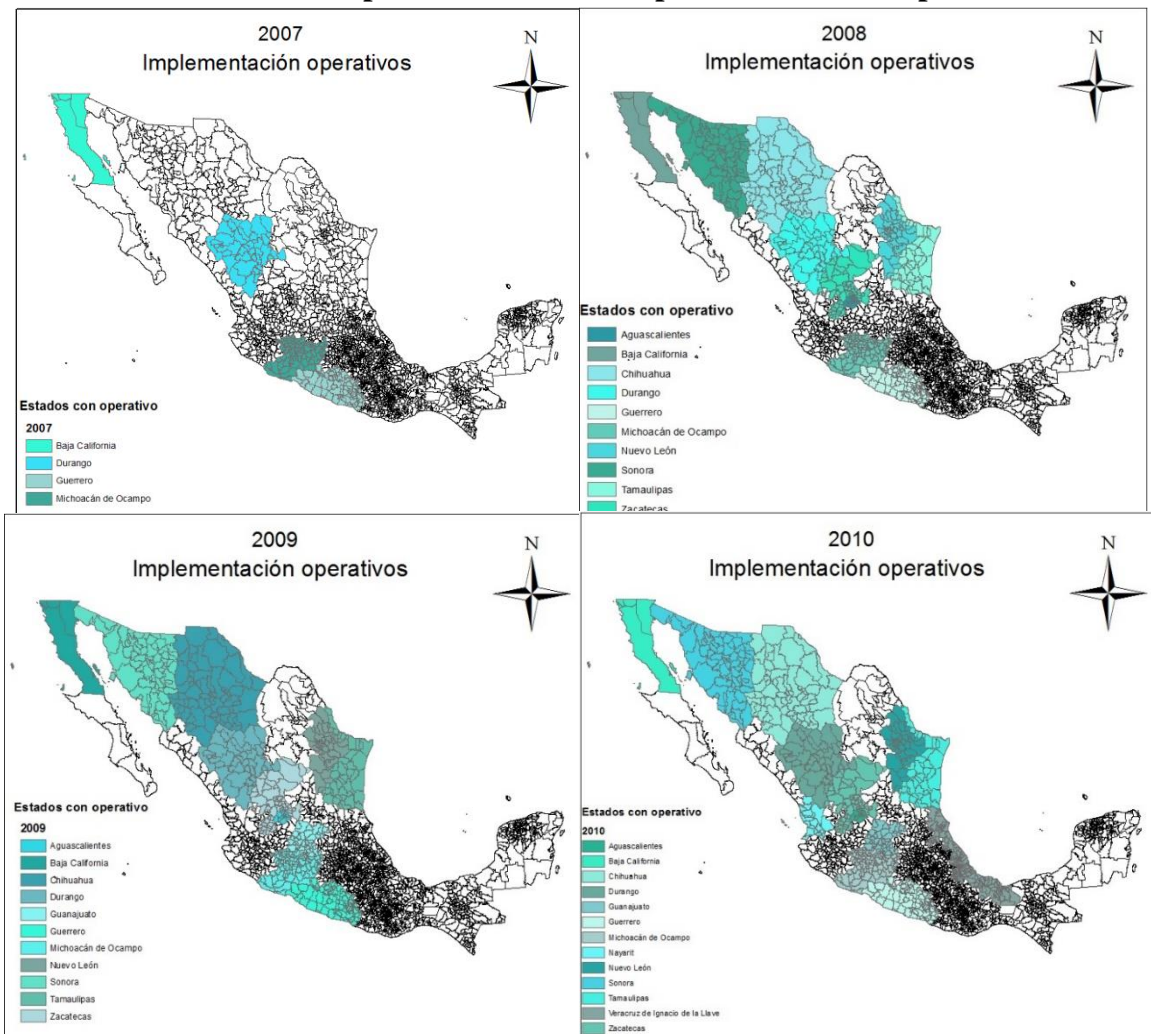 2007
Implementación operativos
N
Estados con operativo
2007
Baja California
Durango
Guerrero
Michoacán de Ocampo
2008
Implementación operativos
N
Estados con operativo
Aguascalientes
Baja California
Chihuahua
Durango
Guerrero
Michoacán de Ocampo
Nuevo León
Sonora
Tamaulipas
Zacatecas
2009
Implementación operativos
N
Estados con operativo
2009
Aguascalientes
Baja California
Chihuahua
Durango
Guanajuato
Guerrero
Michoacán de Ocampo
Nuevo León
Sonora
Tamaulipas
Zacatecas
2010
Implementación operativos
N
Estados con operativo
2010
Aguascalientes
Baja California
Chihuahua
Durango
Guanajuato
Guerrero
Michoacán de Ocampo
Nayarit
Nuevo León
Sonora
Tamaulipas
Veracruz de Ignacio de la Llave
Zacatecas